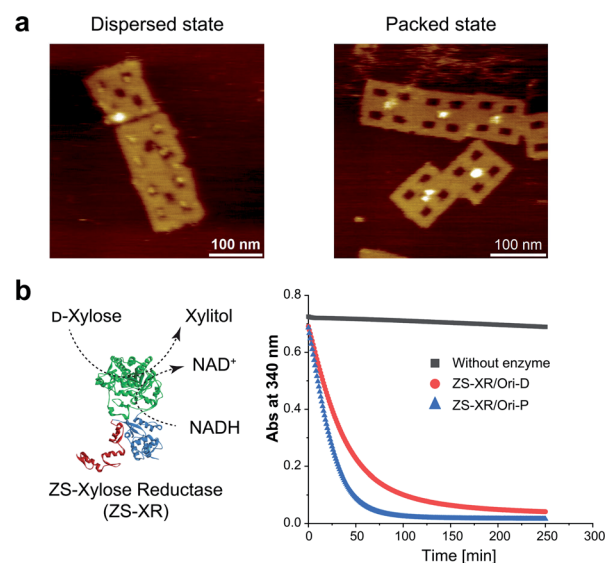 a
Dispersed state
Packed state
100 nm
100 nm
b
D-Xylose
Xylitol
NAD+
NADH
ZS-Xylose Reductase
(ZS-XR)
Abs at 340 nm
0.8
0.6
0.4
0.2
0.0
Without enzyme
ZS-XR/Ori-D
ZS-XR/Ori-P
0 50 100 150 200 250 300
Time [min]